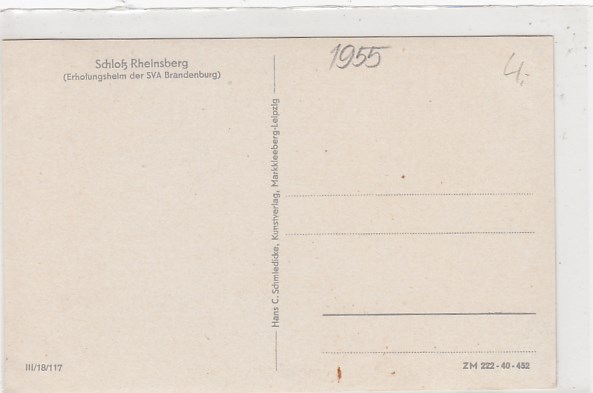 Schloß Rheinsberg
(Erholungsheim der SVA Brandenburg)
1955
4.-
Hans C. Schmiedicke, Kunstverlag, Markkleeberg-Leipzig
III/18/117
ZM 222-40-452